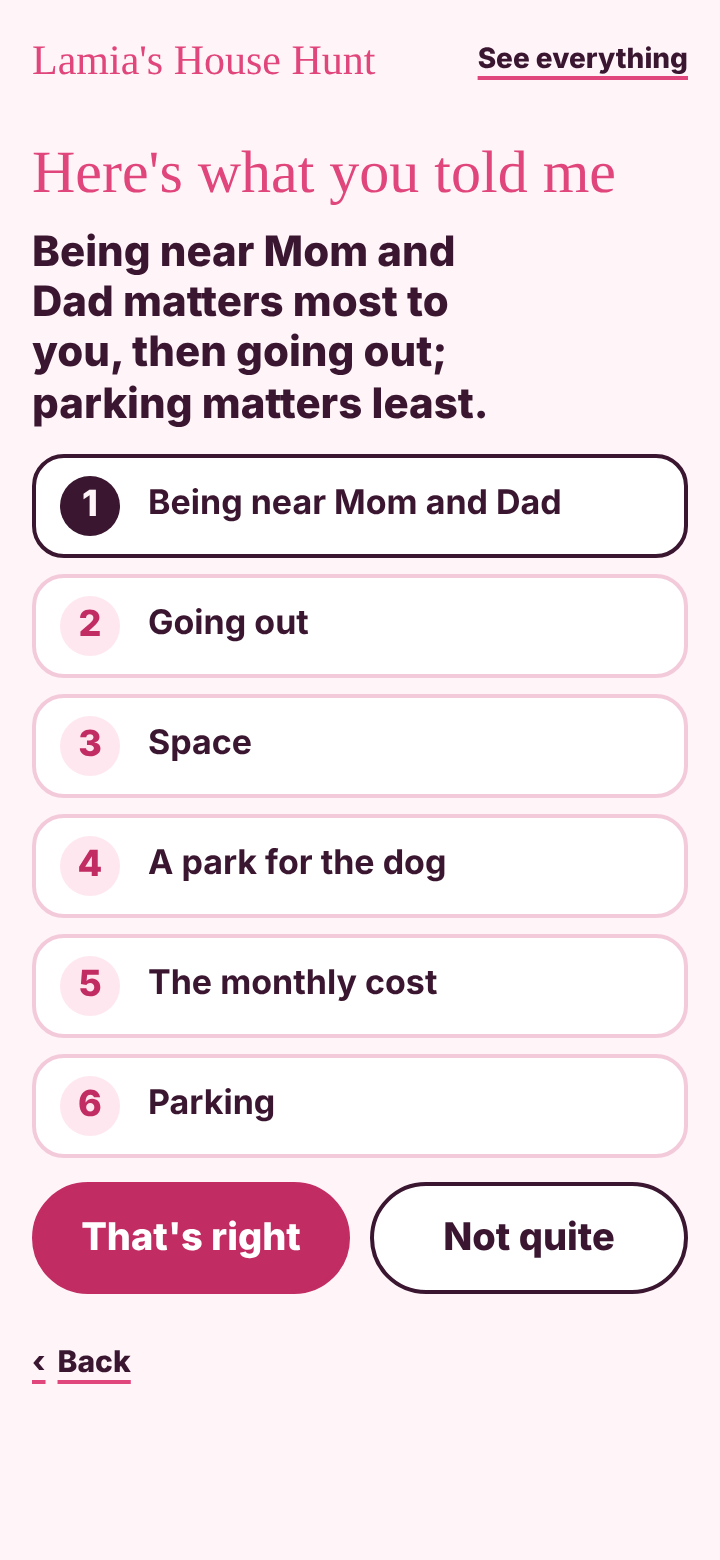 Lamia's House Hunt
See everything
Here's what you told me
Being near Mom and
Dad matters most to
you, then going out;
parking matters least.
1 Being near Mom and Dad
2 Going out
3 Space
4 A park for the dog
5 The monthly cost
6 Parking
That's right
Not quite
‹ Back